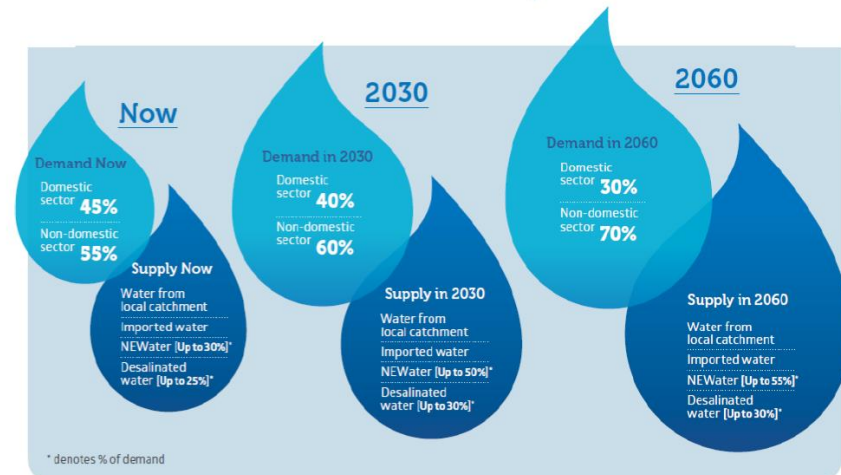 Now
Demand Now
Domestic
sector 45%
Non-domestic
sector 55%
Supply Now
Water from
local catchment
Imported water
NEWater [Up to 30%]*
Desalinated
water [Up to 25%]*
2030
Demand in 2030
Domestic
sector 40%
Non-domestic
sector 60%
Supply in 2030
Water from
local catchment
Imported water
NEWater [Up to 50%]*
Desalinated
water [Up to 30%]*
2060
Demand in 2060
Domestic
sector 30%
Non-domestic
sector 70%
Supply in 2060
Water from
local catchment
Imported water
NEWater [Up to 55%]*
Desalinated
water [Up to 30%]*
* denotes % of demand